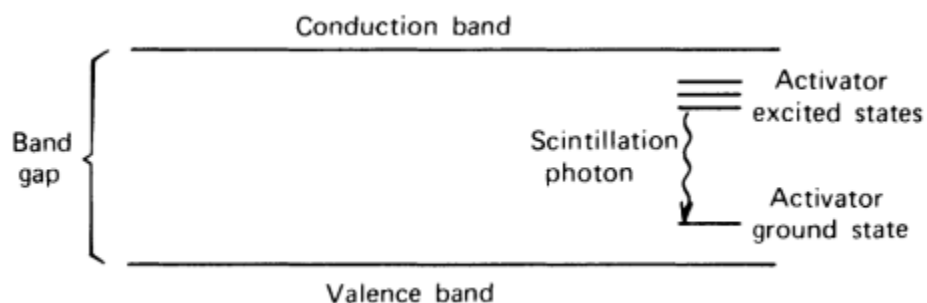 Conduction band
Activator
excited states
Band
gap
Scintillation
photon
Activator
ground state
Valence band